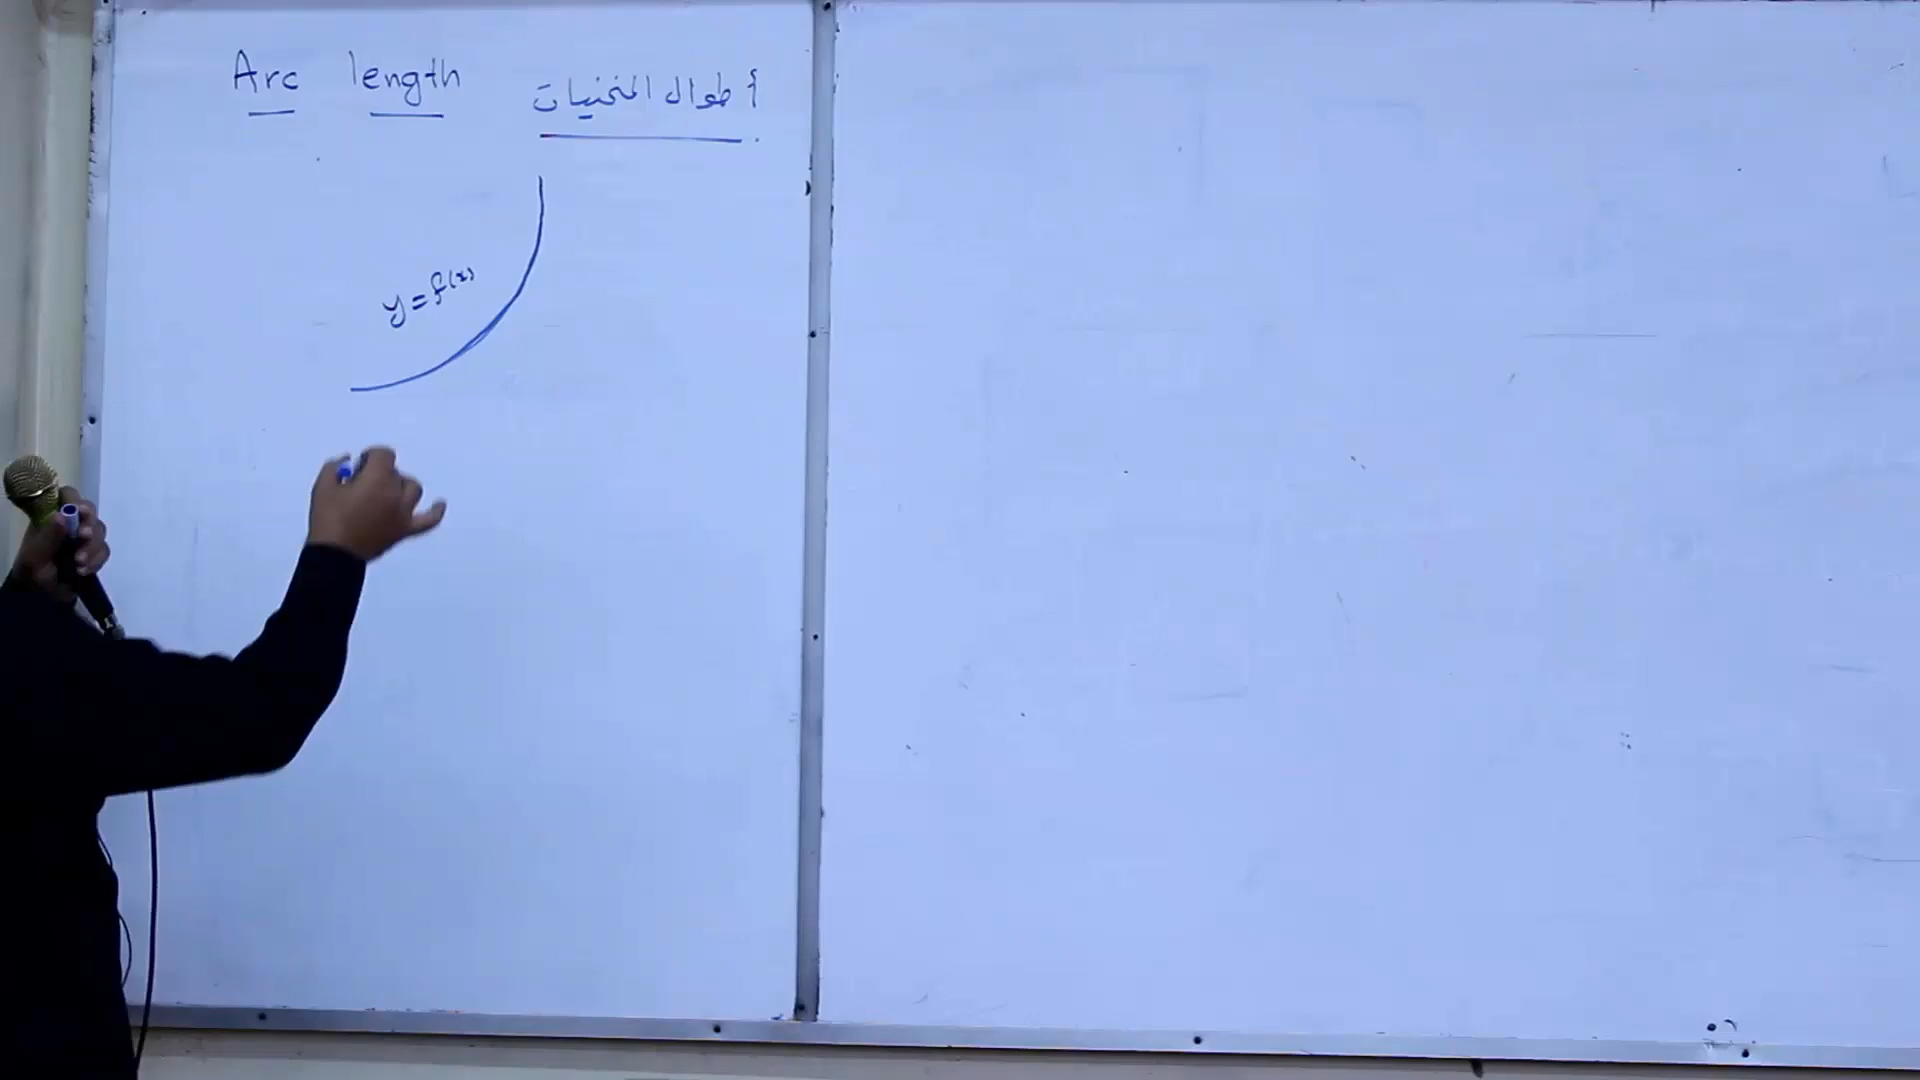 Arc length أطوال المنحنيات
y = f(x)